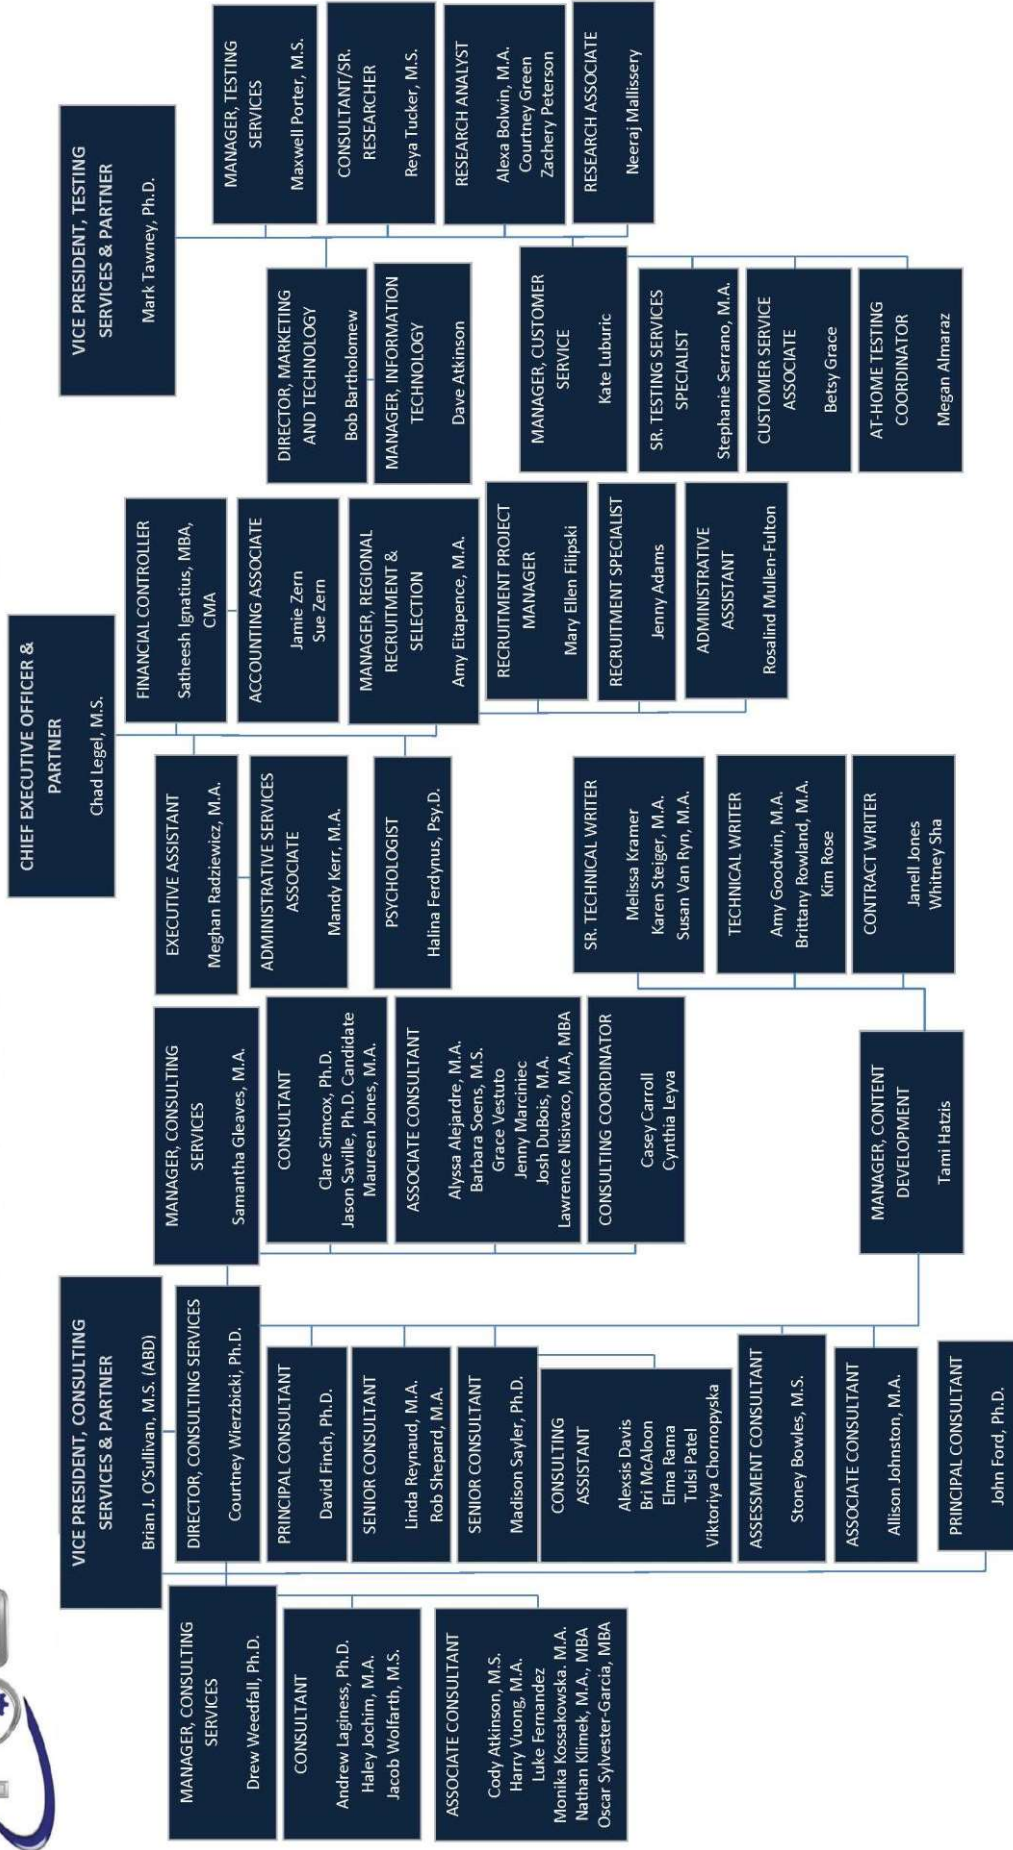 CHIEF EXECUTIVE OFFICER &
PARTNER
Chad Legel, M.S.
VICE PRESIDENT, CONSULTING
SERVICES & PARTNER
Brian J. O'Sullivan, M.S. (ABD)
VICE PRESIDENT, TESTING
SERVICES & PARTNER
Mark Tawney, Ph.D.
MANAGER, CONSULTING
SERVICES
Drew Weedfall, Ph.D.
CONSULTANT
Andrew Laginess, Ph.D.
Haley Jochim, M.A.
Jacob Wolfarth, M.S.
ASSOCIATE CONSULTANT
Cody Atkinson, M.S.
Harry Vuong, M.A.
Luke Fernandez
Monika Kossakowska. M.A.
Nathan Klimek, M.A., MBA
Oscar Sylvester-Garcia, MBA
DIRECTOR, CONSULTING SERVICES
Courtney Wierzbicki, Ph.D.
PRINCIPAL CONSULTANT
David Finch, Ph.D.
SENIOR CONSULTANT
Linda Reynaud, M.A.
Rob Shepard, M.A.
SENIOR CONSULTANT
Madison Sayler, Ph.D.
CONSULTING
ASSISTANT
Alexsis Davis
Bri McAloon
Elma Rama
Tulsi Patel
Viktoriya Chornopyska
ASSESSMENT CONSULTANT
Stoney Bowles, M.S.
ASSOCIATE CONSULTANT
Allison Johnston, M.A.
PRINCIPAL CONSULTANT
John Ford, Ph.D.
MANAGER, CONSULTING
SERVICES
Samantha Gleaves, M.A.
CONSULTANT
Clare Simcox, Ph.D.
Jason Saville, Ph.D. Candidate
Maureen Jones, M.A.
ASSOCIATE CONSULTANT
Alyssa Alejardre, M.A.
Barbara Soens, M.S.
Grace Vestuto
Jenny Marciniec
Josh DuBois, M.A.
Lawrence Nisivaco, M.A, MBA
CONSULTING COORDINATOR
Casey Carroll
Cynthia Leyva
MANAGER, CONTENT
DEVELOPMENT
Tami Hatzis
EXECUTIVE ASSISTANT
Meghan Radziewicz, M.A.
ADMINISTRATIVE SERVICES
ASSOCIATE
Mandy Kerr, M.A.
PSYCHOLOGIST
Halina Ferdynus, Psy.D.
SR. TECHNICAL WRITER
Melissa Kramer
Karen Steiger, M.A.
Susan Van Ryn, M.A.
TECHNICAL WRITER
Amy Goodwin, M.A.
Brittany Rowland, M.A.
Kim Rose
CONTRACT WRITER
Janell Jones
Whitney Sha
FINANCIAL CONTROLLER
Satheesh Ignatius, MBA,
CMA
ACCOUNTING ASSOCIATE
Jamie Zern
Sue Zern
MANAGER, REGIONAL
RECRUITMENT &
SELECTION
Amy Eitapence, M.A.
RECRUITMENT PROJECT
MANAGER
Mary Ellen Filipski
RECRUITMENT SPECIALIST
Jenny Adams
ADMINISTRATIVE
ASSISTANT
Rosalind Mullen-Fulton
DIRECTOR, MARKETING
AND TECHNOLOGY
Bob Bartholomew
MANAGER, INFORMATION
TECHNOLOGY
Dave Atkinson
MANAGER, CUSTOMER
SERVICE
Kate Luburic
SR. TESTING SERVICES
SPECIALIST
Stephanie Serrano, M.A.
CUSTOMER SERVICE
ASSOCIATE
Betsy Grace
AT-HOME TESTING
COORDINATOR
Megan Almaraz
MANAGER, TESTING
SERVICES
Maxwell Porter, M.S.
CONSULTANT/SR.
RESEARCHER
Reya Tucker, M.S.
RESEARCH ANALYST
Alexa Bolwin, M.A.
Courtney Green
Zachery Peterson
RESEARCH ASSOCIATE
Neeraj Mallissery